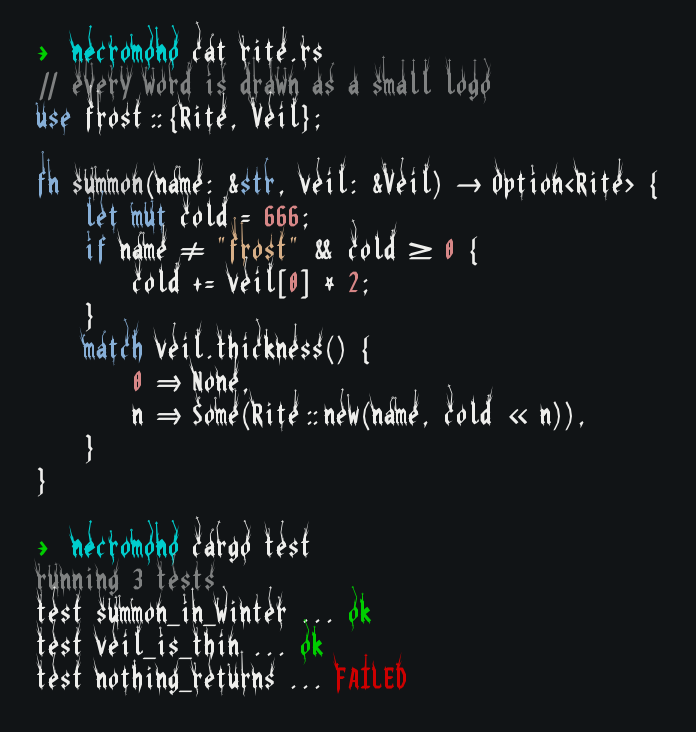 ➜ necromono cat rite.rs
// every word is drawn as a small logo
use frost::{Rite, Veil};
fn summon(name: &str, veil: &Veil) → Option<Rite> {
    let mut cold = 666;
    if name ≠ "frost" && cold ≥ 0 {
        cold += veil[0] * 2;
    }
    match veil.thickness() {
        0 ⇒ None,
        n ⇒ Some(Rite::new(name, cold << n)),
    }
}
➜ necromono cargo test
running 3 tests
test summon_in_winter ... ok
test veil_is_thin ... ok
test nothing_returns ... FAILED